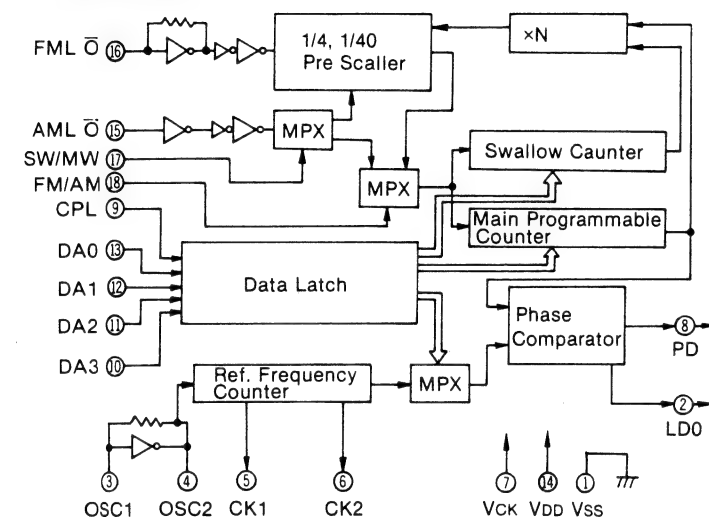 FML O̅ ⑯
1/4, 1/40
Pre Scaller
×N
AML O̅ ⑮
MPX
SW/MW ⑰
FM/AM ⑱
MPX
Swallow Caunter
CPL ⑨
Main Programmable
Counter
DA0 ⑬
DA1 ⑫
DA2 ⑪
DA3 ⑩
Data Latch
Phase
Comparator
⑧
PD
Ref. Frequency
Counter
MPX
②
LD0
③ ④ ⑤ ⑥ ⑦ ⑭ ①
OSC1 OSC2 CK1 CK2 VCK VDD VSS